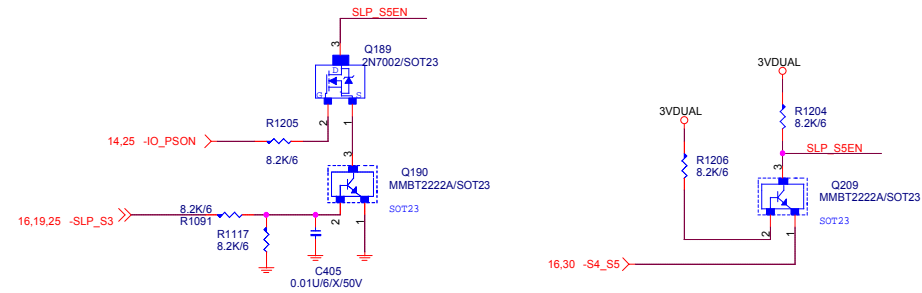 SLP_S5EN
3
Q189
2N7002/SOT23
D
G
S
2
1
14,25 -IO_PSON
R1205
8.2K/6
3
Q190
MMBT2222A/SOT23
SOT23
2
1
16,19,25 -SLP_S3
8.2K/6
R1091
R1117
8.2K/6
C405
0.01U/6/X/50V
3VDUAL
3VDUAL
R1204
8.2K/6
SLP_S5EN
R1206
8.2K/6
3
Q209
MMBT2222A/SOT23
SOT23
2
1
16,30 -S4_S5